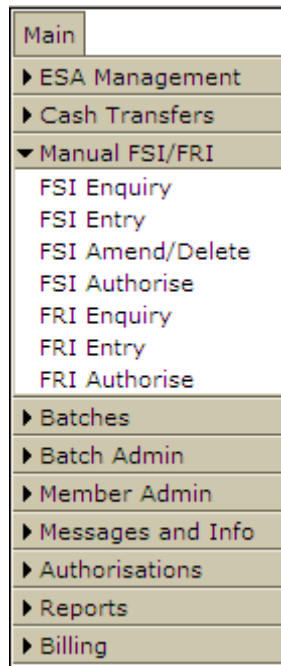 Main
ESA Management
Cash Transfers
Manual FSI/FRI
FSI Enquiry
FSI Entry
FSI Amend/Delete
FSI Authorise
FRI Enquiry
FRI Entry
FRI Authorise
Batches
Batch Admin
Member Admin
Messages and Info
Authorisations
Reports
Billing